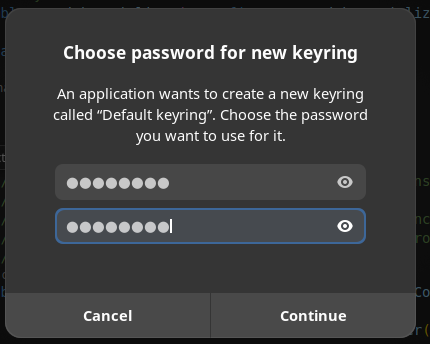 Choose password for new keyring
An application wants to create a new keyring
called “Default keyring”. Choose the password
you want to use for it.
●●●●●●●●
●●●●●●●●
Cancel
Continue